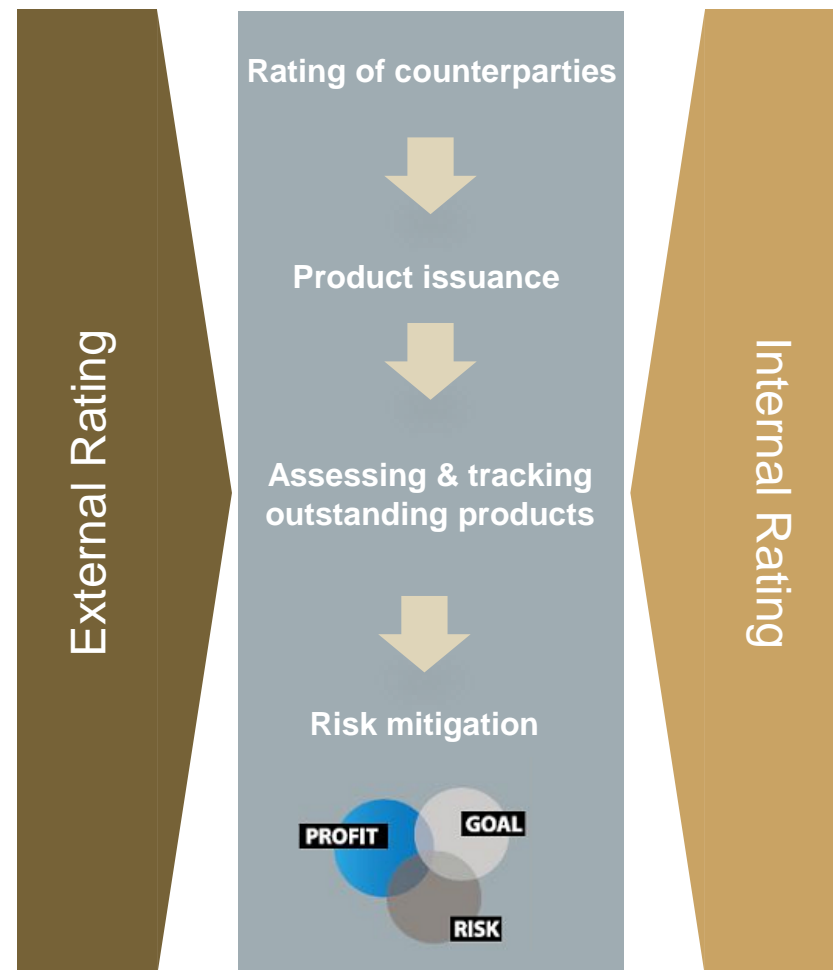 Rating of counterparties
Product issuance
Assessing & tracking
outstanding products
Risk mitigation
PROFIT
GOAL
RISK
External Rating
Internal Rating